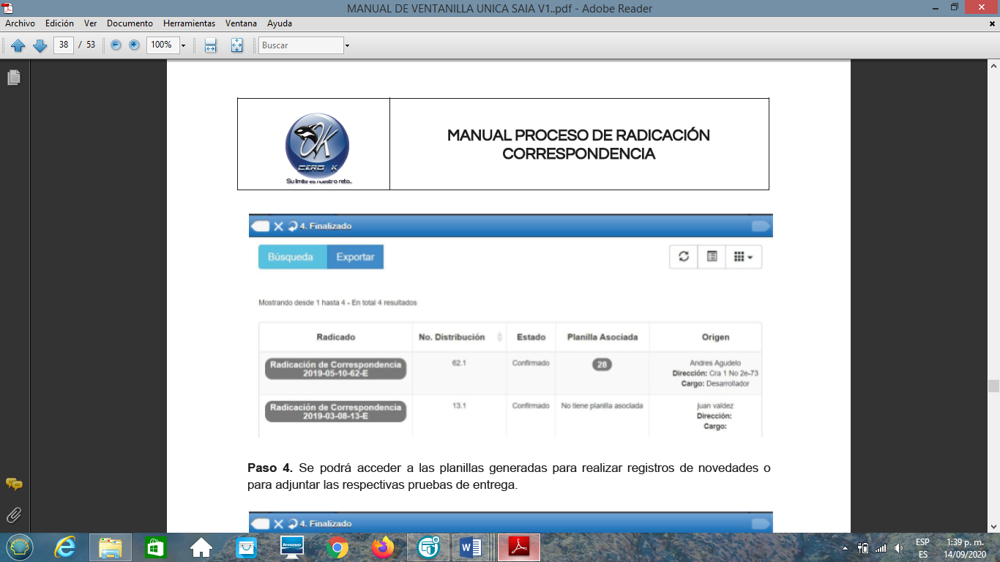 MANUAL DE VENTANILLA UNICA SAIA V1..pdf - Adobe Reader
Archivo Edición Ver Documento Herramientas Ventana Ayuda
38 / 53 100% Buscar
OK
CERO K
Su limite es nuestro reto..
MANUAL PROCESO DE RADICACIÓN
CORRESPONDENCIA
4. Finalizado
Búsqueda Exportar
Mostrando desde 1 hasta 4 - En total 4 resultados
Radicado No. Distribución Estado Planilla Asociada Origen
Radicación de Correspondencia
2019-05-10-62-E
62.1 Confirmado 28
Andres Agudelo
Dirección: Cra 1 No 2e-73
Cargo: Desarrollador
Radicación de Correspondencia
2019-03-08-13-E
13.1 Confirmado No tiene planilla asociada
juan valdez
Dirección:
Cargo:
Paso 4. Se podrá acceder a las planillas generadas para realizar registros de novedades o
para adjuntar las respectivas pruebas de entrega.
4. Finalizado
lenovo
ESP
ES
1:39 p. m.
14/09/2020